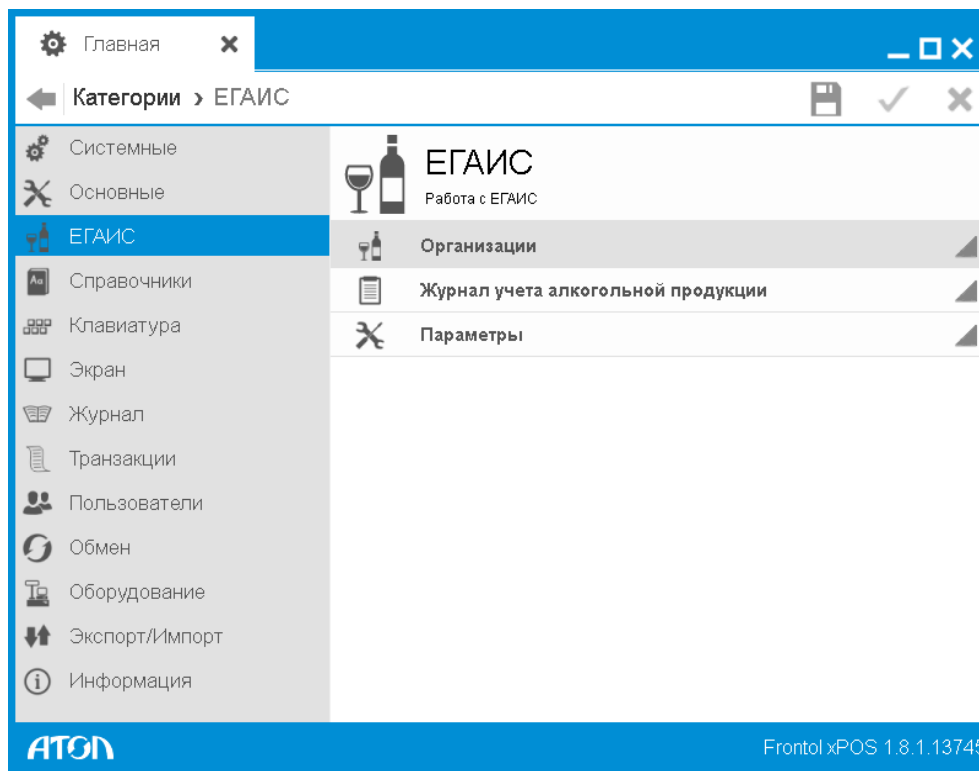 Главная
Категории › ЕГАИС
Системные
Основные
ЕГАИС
Справочники
Клавиатура
Экран
Журнал
Транзакции
Пользователи
Обмен
Оборудование
Экспорт/Импорт
Информация
ЕГАИС
Работа с ЕГАИС
Организации
Журнал учета алкогольной продукции
Параметры
АТОЛ
Frontol xPOS 1.8.1.13745